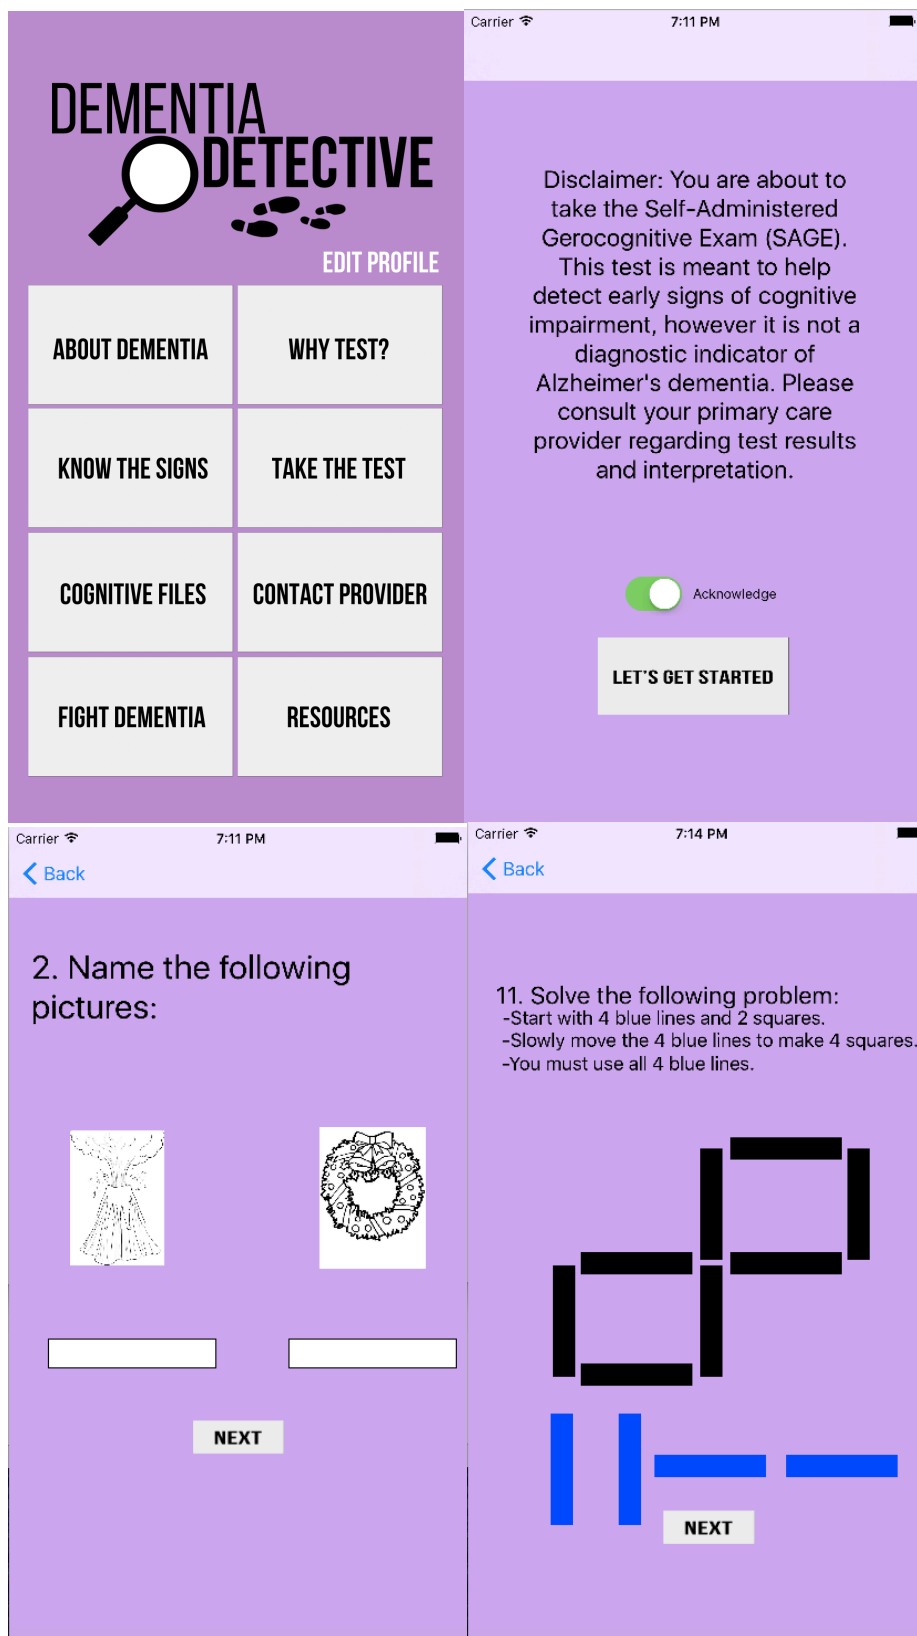 DEMENTIA
DETECTIVE
EDIT PROFILE
ABOUT DEMENTIA
WHY TEST?
KNOW THE SIGNS
TAKE THE TEST
COGNITIVE FILES
CONTACT PROVIDER
FIGHT DEMENTIA
RESOURCES
Carrier
7:11 PM
Disclaimer: You are about to
take the Self-Administered
Gerocognitive Exam (SAGE).
This test is meant to help
detect early signs of cognitive
impairment, however it is not a
diagnostic indicator of
Alzheimer's dementia. Please
consult your primary care
provider regarding test results
and interpretation.
Acknowledge
LET'S GET STARTED
Carrier
7:11 PM
Back
2. Name the following
pictures:
NEXT
Carrier
7:14 PM
Back
11. Solve the following problem:
-Start with 4 blue lines and 2 squares.
-Slowly move the 4 blue lines to make 4 squares.
-You must use all 4 blue lines.
NEXT